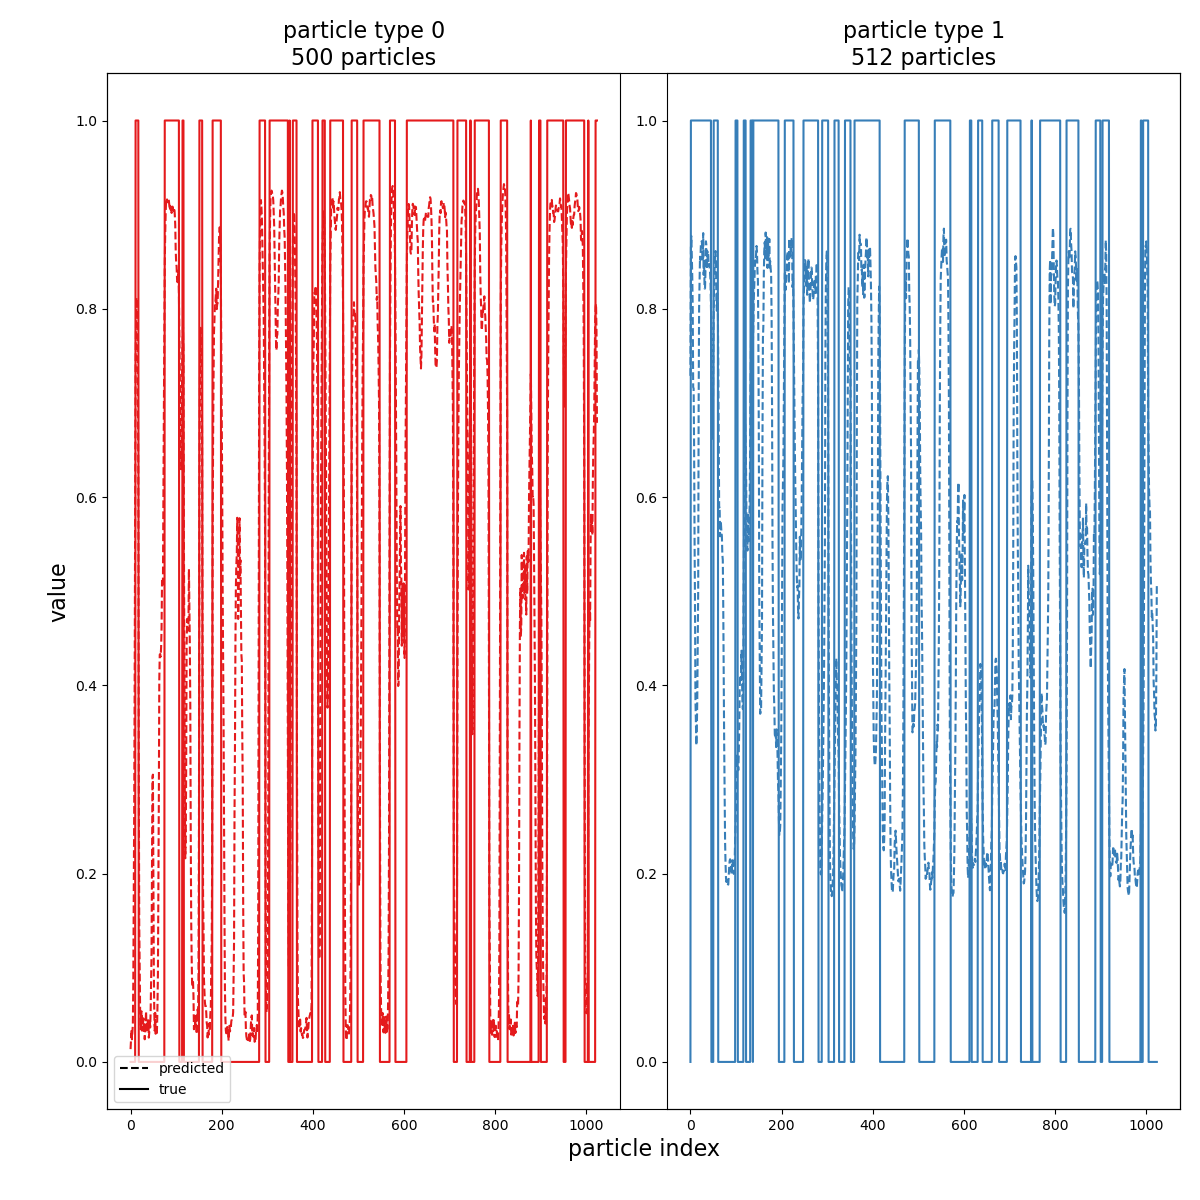 particle type 0
500 particles
particle type 1
512 particles
1.0
0.8
0.6
0.4
0.2
0.0
1.0
0.8
0.6
0.4
0.2
0.0
value
predicted
true
0 200 400 600 800 1000
0 200 400 600 800 1000
particle index